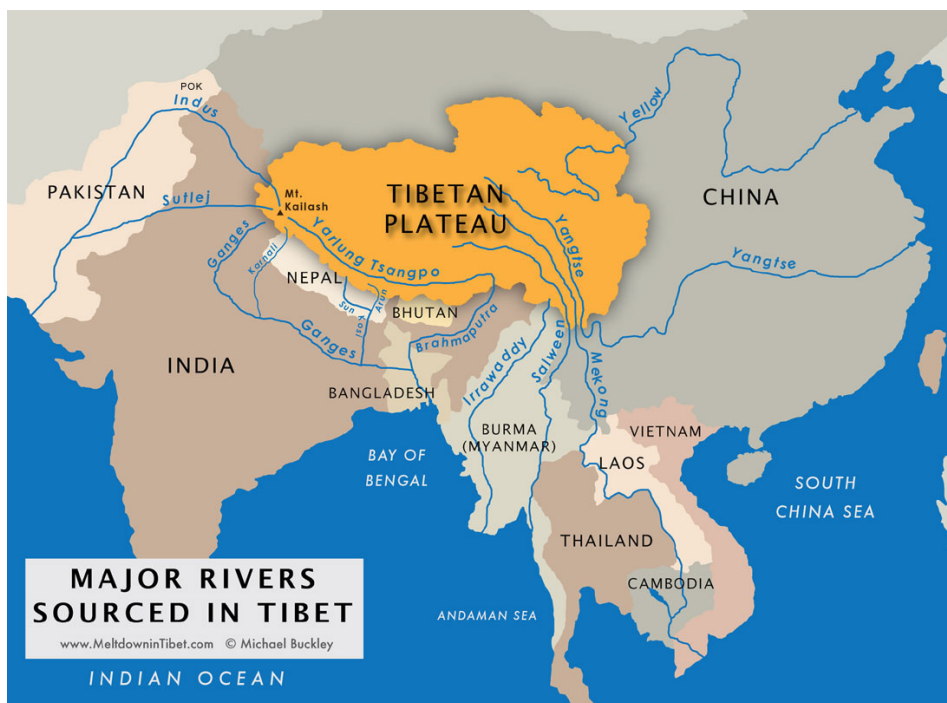 POK
Indus
Yellow
PAKISTAN
Sutlej
Mt.
Kailash
TIBETAN
PLATEAU
CHINA
Ganges
Karnali
Yarlung Tsangpo
Yangtse
Yangtse
NEPAL
Sun
Kosi
Arun
BHUTAN
Brahmaputra
Ganges
INDIA
BANGLADESH
Irrawaddy
Salween
Mekong
BURMA
(MYANMAR)
VIETNAM
LAOS
BAY OF
BENGAL
SOUTH
CHINA SEA
THAILAND
CAMBODIA
ANDAMAN SEA
MAJOR RIVERS
SOURCED IN TIBET
www.MeltdowninTibet.com © Michael Buckley
INDIAN OCEAN